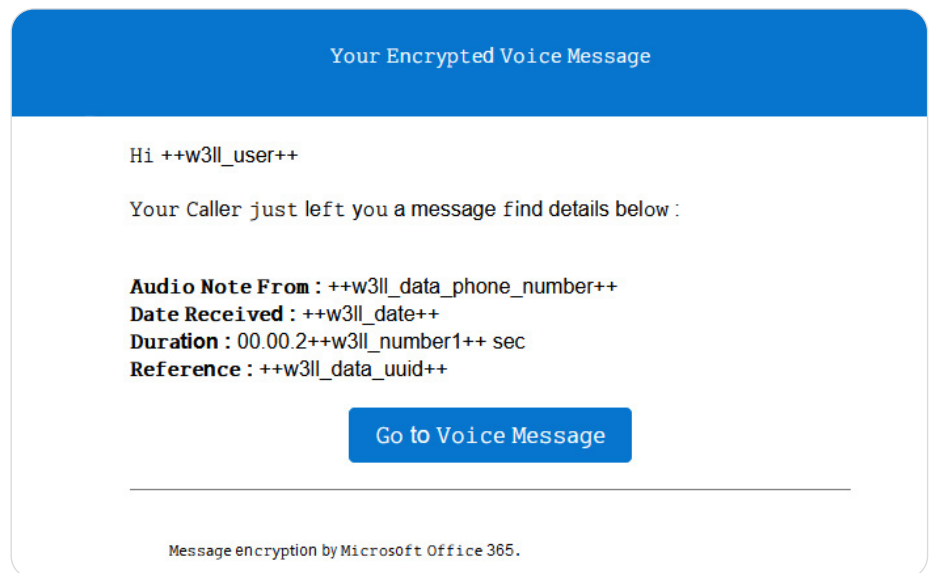 Your Encrypted Voice Message
Hi ++w3ll_user++
Your Caller just left you a message find details below :
Audio Note From : ++w3ll_data_phone_number++
Date Received : ++w3ll_date++
Duration : 00.00.2++w3ll_number1++ sec
Reference : ++w3ll_data_uuid++
Go to Voice Message
Message encryption by Microsoft Office 365.